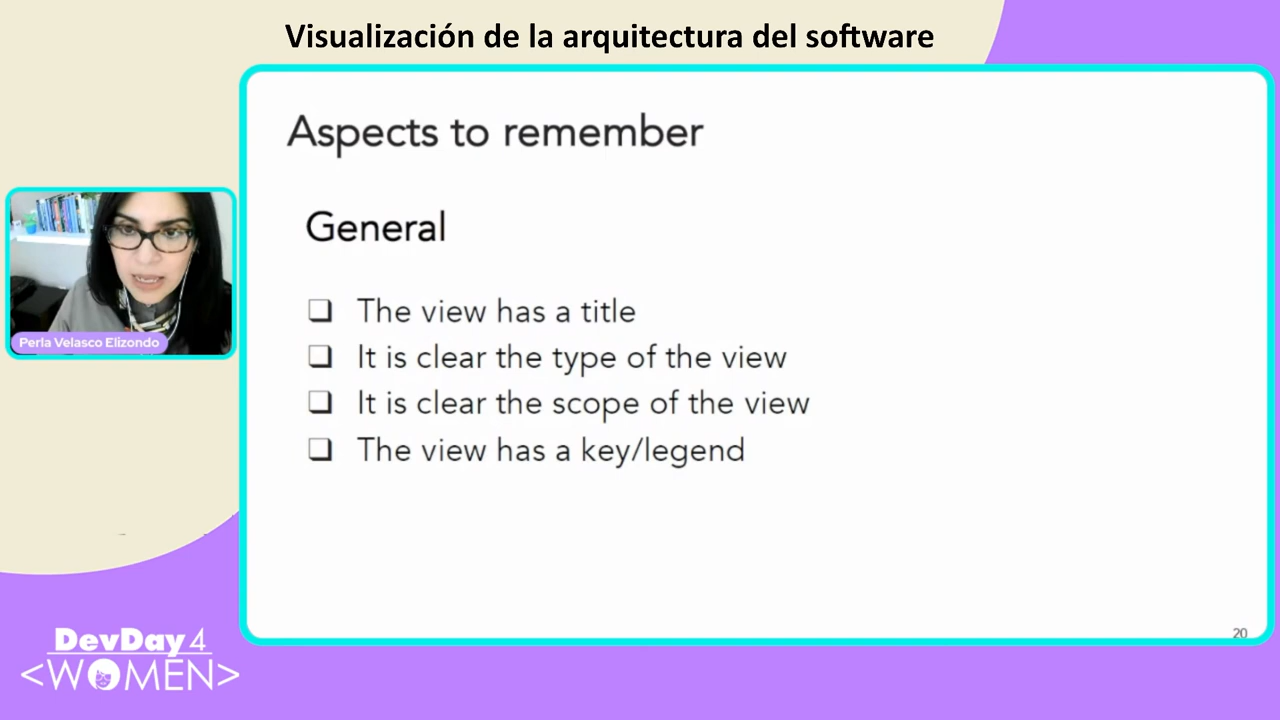 Visualización de la arquitectura del software
Aspects to remember
General
❑ The view has a title
❑ It is clear the type of the view
❑ It is clear the scope of the view
❑ The view has a key/legend
Perla Velasco Elizondo
20
DevDay 4
<WOMEN>